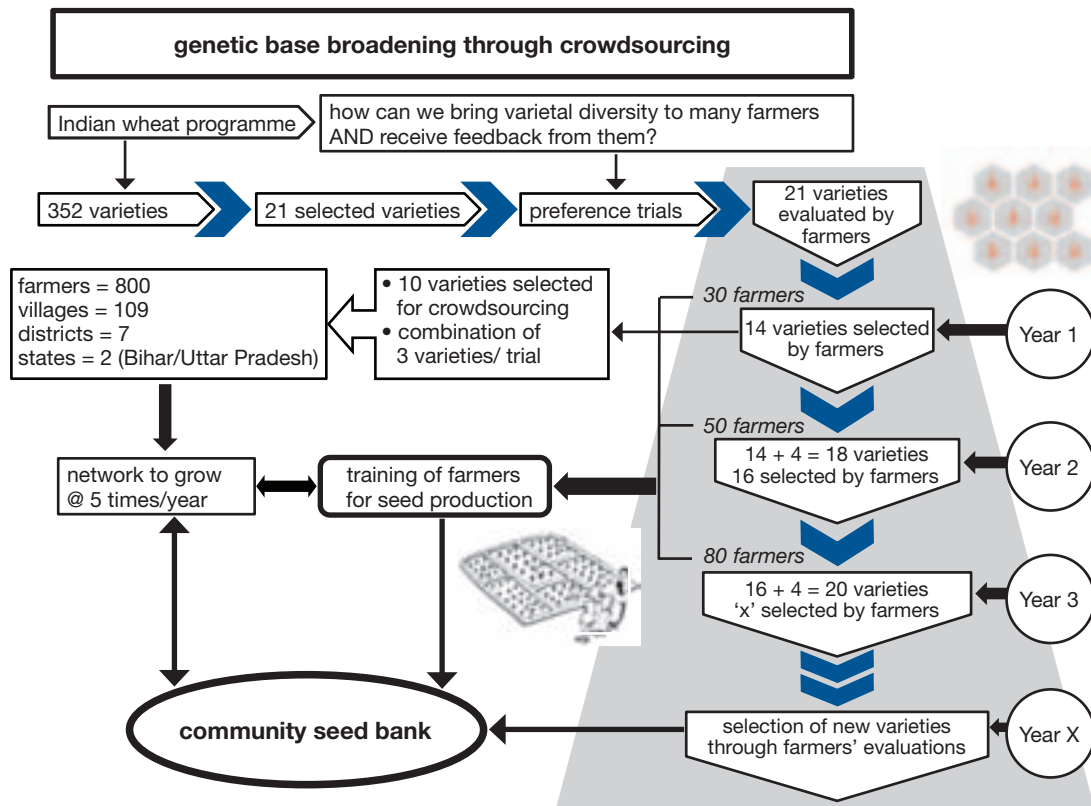 genetic base broadening through crowdsourcing
Indian wheat programme
how can we bring varietal diversity to many farmers
AND receive feedback from them?
352 varieties
21 selected varieties
preference trials
21 varieties
evaluated by
farmers
farmers = 800
villages = 109
districts = 7
states = 2 (Bihar/Uttar Pradesh)
• 10 varieties selected
for crowdsourcing
• combination of
3 varieties/ trial
30 farmers
14 varieties selected
by farmers
Year 1
50 farmers
14 + 4 = 18 varieties
16 selected by farmers
Year 2
network to grow
@ 5 times/year
training of farmers
for seed production
80 farmers
16 + 4 = 20 varieties
‘x’ selected by farmers
Year 3
community seed bank
selection of new varieties
through farmers’ evaluations
Year X